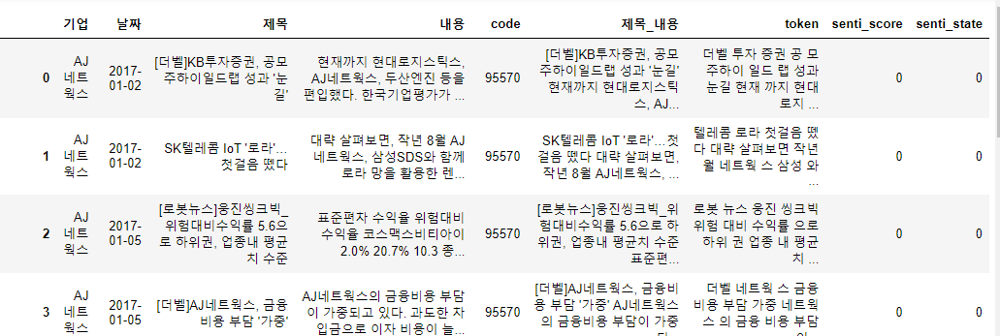 기업 날짜 제목 내용 code 제목_내용 token senti_score senti_state
0
AJ
네트
웍스
2017-
01-02
[더벨]KB투자증권, 공모
주하이일드랩 성과 '눈
길'
현재까지 현대로지스틱스,
AJ네트웍스, 두산엔진 등을
편입했다. 한국기업평가가 ...
95570
[더벨]KB투자증권, 공모
주하이일드랩 성과 '눈길'
현재까지 현대로지스틱
스, AJ...
더벨 투자 증권 공 모
주하이 일드 랩 성과
눈길 현재 까지 현대
로지 ...
0
0
1
AJ
네트
웍스
2017-
01-02
SK텔레콤 IoT '로라'…
첫걸음 뗐다
대략 살펴보면, 작년 8월 AJ
네트웍스, 삼성SDS와 함께
로라 망을 활용한 렌...
95570
SK텔레콤 IoT '로라'…첫
걸음 뗐다 대략 살펴보면,
작년 8월 AJ네트웍스, ...
텔레콤 로라 첫걸음 뗐
다 대략 살펴보면 작년
월 네트웍 스 삼성 와
...
0
0
2
AJ
네트
웍스
2017-
01-05
[로봇뉴스]웅진씽크빅_
위험대비수익률 5.6으
로 하위권, 업종내 평균
치 수준
표준편차 수익율 위험대비
수익율 코스맥스비티아이
2.0% 20.7% 10.3 종...
95570
[로봇뉴스]웅진씽크빅_위
험대비수익률 5.6으로 하
위권, 업종내 평균치 수준
표준편...
로봇 뉴스 웅진 씽크빅
위험 대비 수익률 으로
하위 권 업종 내 평균
치 ...
0
0
3
AJ
네트
웍스
2017-
01-05
[더벨]AJ네트웍스, 금융
비용 부담 '가중'
AJ네트웍스의 금융비용 부담
이 가중되고 있다. 과도한 차
입금으로 이자 비용이 늘...
95570
[더벨]AJ네트웍스, 금융비
용 부담 '가중' AJ네트웍스
의 금융비용 부담이 가중
더벨 네트웍 스 금융
비용 부담 가중 네트웍
스 의 금융 비용 부담
0
0